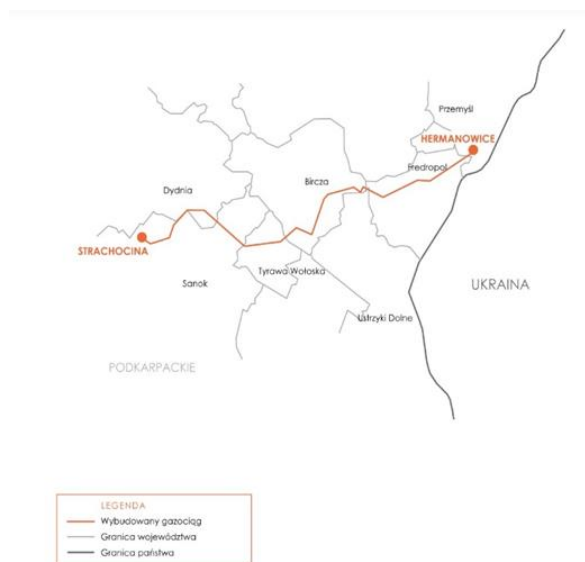 Przemyśl
HERMANOWICE
Fredropol
Bircza
Dydnia
STRACHOCINA
Tyrawa Wołoska
Sanok
UKRAINA
Ustrzyki Dolne
PODKARPACKIE
LEGENDA
Wybudowany gazociąg
Granica województwa
Granica państwa